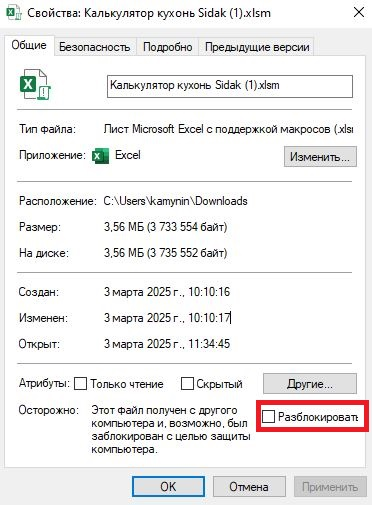 Свойства: Калькулятор кухонь Sidak (1).xlsm
Общие Безопасность Подробно Предыдущие версии
Калькулятор кухонь Sidak (1).xlsm
Тип файла: Лист Microsoft Excel с поддержкой макросов (.xlsm
Приложение: Excel Изменить...
Расположение: C:\Users\kamynin\Downloads
Размер: 3,56 МБ (3 733 554 байт)
На диске: 3,56 МБ (3 735 552 байт)
Создан: 3 марта 2025 г., 10:10:16
Изменен: 3 марта 2025 г., 10:10:17
Открыт: 3 марта 2025 г., 11:34:45
Атрибуты: Только чтение Скрытый Другие...
Осторожно: Этот файл получен с другого Разблокировать
компьютера и, возможно, был
заблокирован с целью защиты
компьютера.
OK Отмена Применить